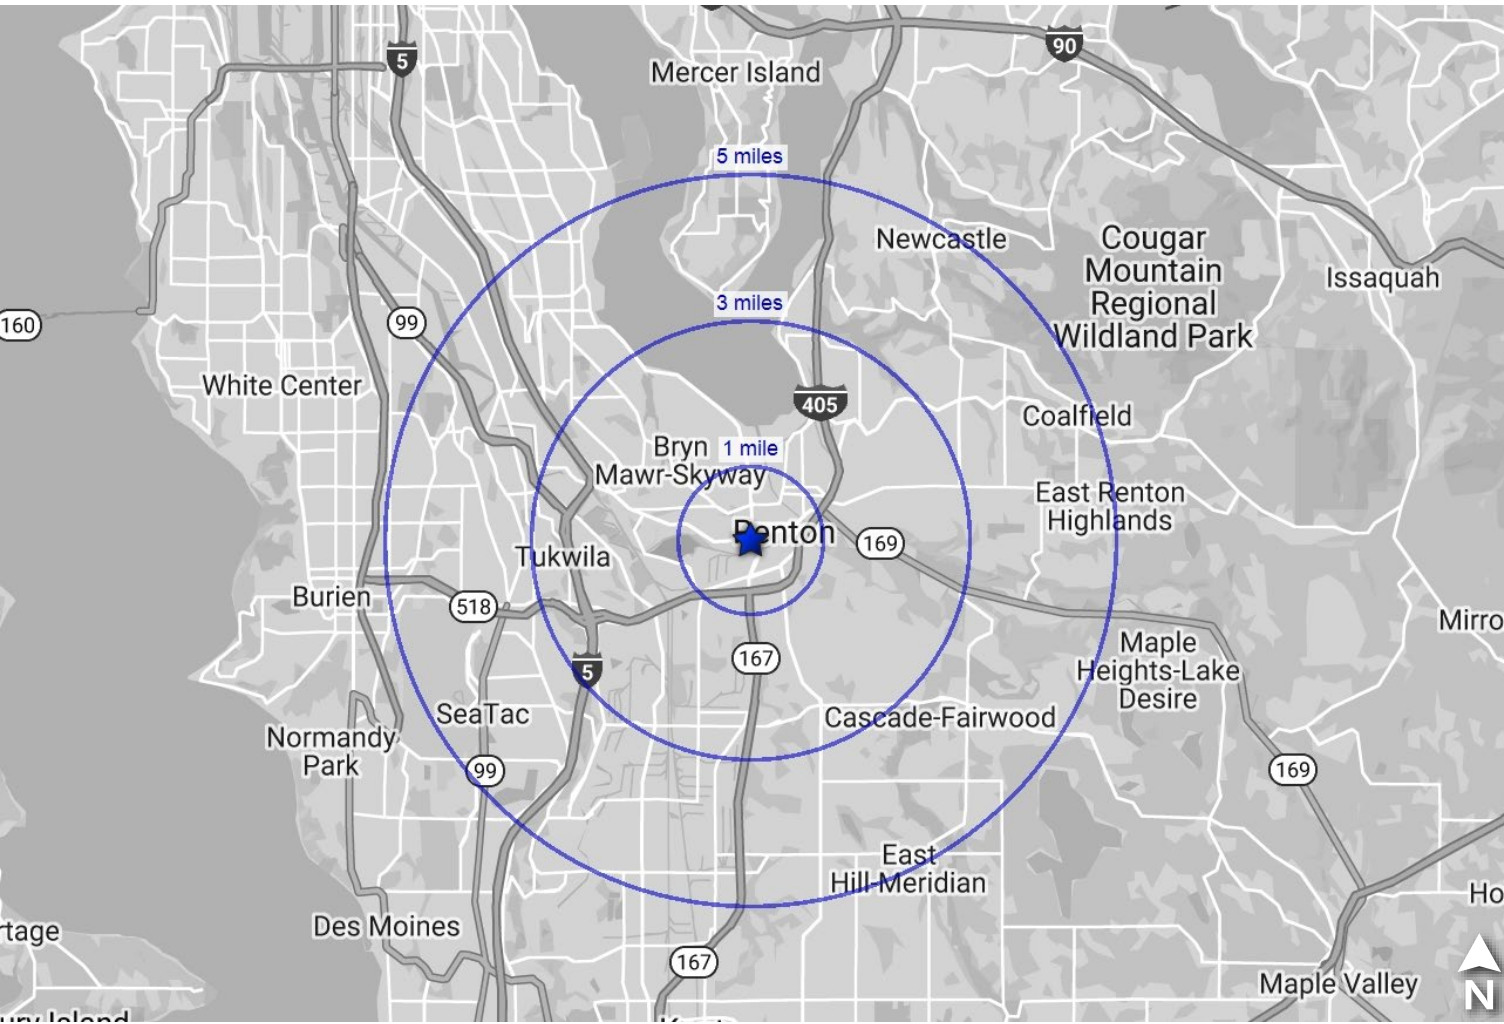 5
90
Mercer Island
5 miles
Newcastle
Cougar
Mountain
Regional
Wildland Park
Issaquah
3 miles
160
99
White Center
405
Coalfield
Bryn
Mawr-Skyway
1 mile
East Renton
Highlands
Renton
169
Tukwila
Burien
518
Mirro
Maple
Heights-Lake
Desire
167
5
SeaTac
Cascade-Fairwood
Normandy
Park
99
169
East
Hill-Meridian
Ho
Des Moines
rtage
167
Maple Valley
N
ury Island